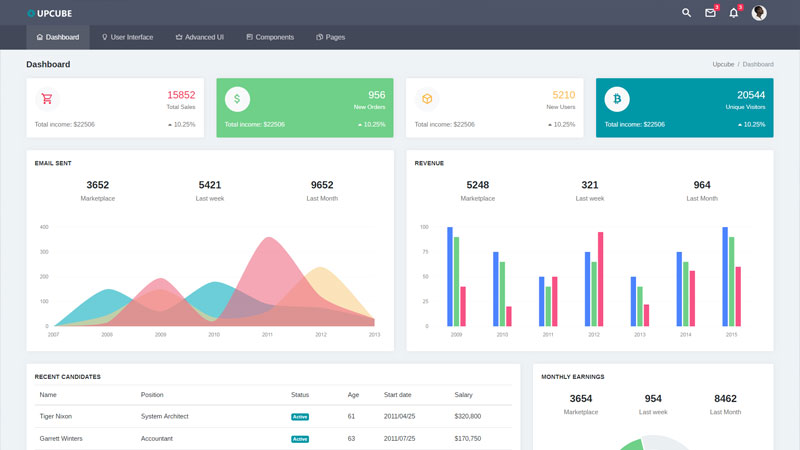 UPCUBE
3
3
Dashboard User Interface Advanced UI Components Pages
Dashboard
Upcube / Dashboard
15852
Total Sales
Total income: $22506 10.25%
956
New Orders
Total income: $22506 10.25%
5210
New Users
Total income: $22506 10.25%
20544
Unique Visitors
Total income: $22506 10.25%
EMAIL SENT
3652 5421 9652
Marketplace Last week Last Month
400
300
200
100
0
2007 2008 2009 2010 2011 2012 2013
REVENUE
5248 321 964
Marketplace Last week Last Month
100
75
50
25
0
2009 2010 2011 2012 2013 2014 2015
RECENT CANDIDATES
Name Position Status Age Start date Salary
Tiger Nixon System Architect Active 61 2011/04/25 $320,800
Garrett Winters Accountant Active 63 2011/07/25 $170,750
MONTHLY EARNINGS
3654 954 8462
Marketplace Last week Last Month